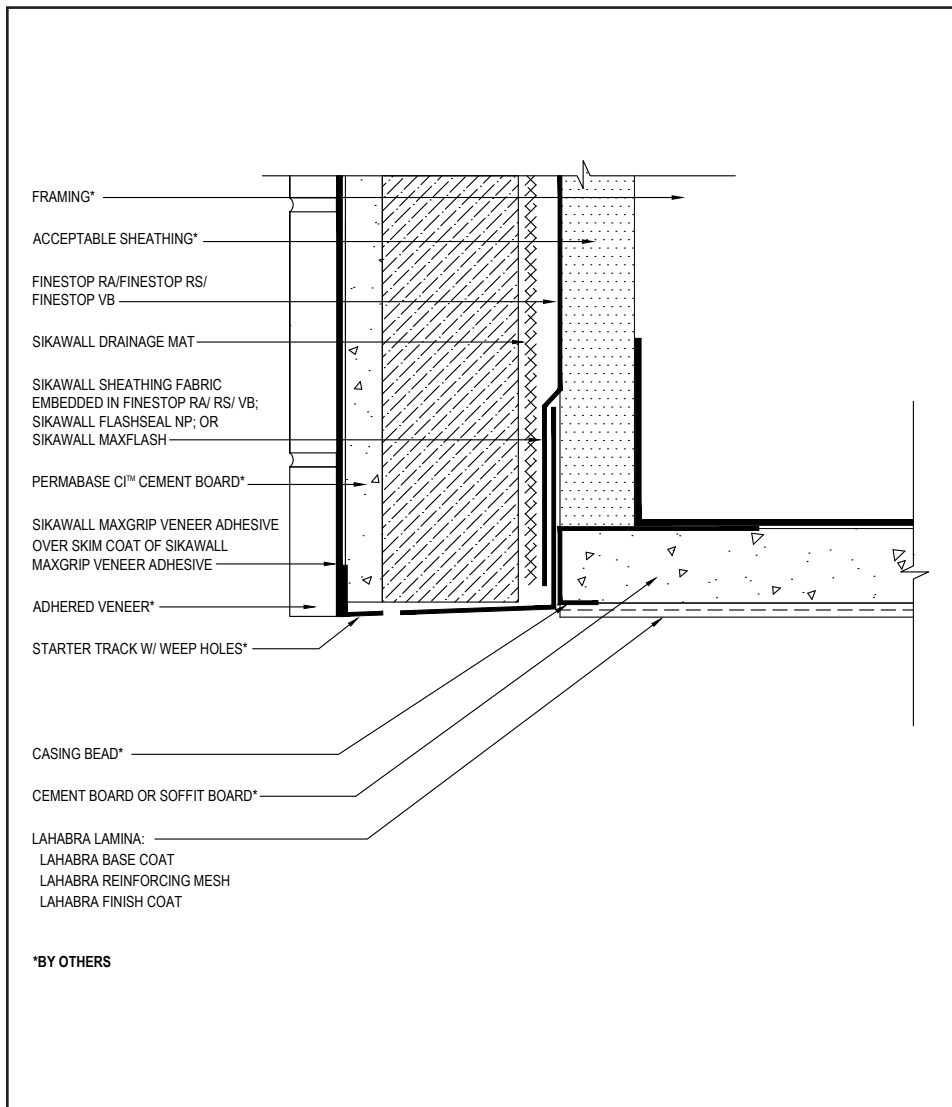 FRAMING*
ACCEPTABLE SHEATHING*
FINESTOP RA/FINESTOP RS/
FINESTOP VB
SIKAWALL DRAINAGE MAT
SIKAWALL SHEATHING FABRIC
EMBEDDED IN FINESTOP RA/ RS/ VB;
SIKAWALL FLASHSEAL NP; OR
SIKAWALL MAXFLASH
PERMABASE CI™ CEMENT BOARD*
SIKAWALL MAXGRIP VENEER ADHESIVE
OVER SKIM COAT OF SIKAWALL
MAXGRIP VENEER ADHESIVE
ADHERED VENEER*
STARTER TRACK W/ WEEP HOLES*
CASING BEAD*
CEMENT BOARD OR SOFFIT BOARD*
LAHABRA LAMINA:
LAHABRA BASE COAT
LAHABRA REINFORCING MESH
LAHABRA FINISH COAT
*BY OTHERS